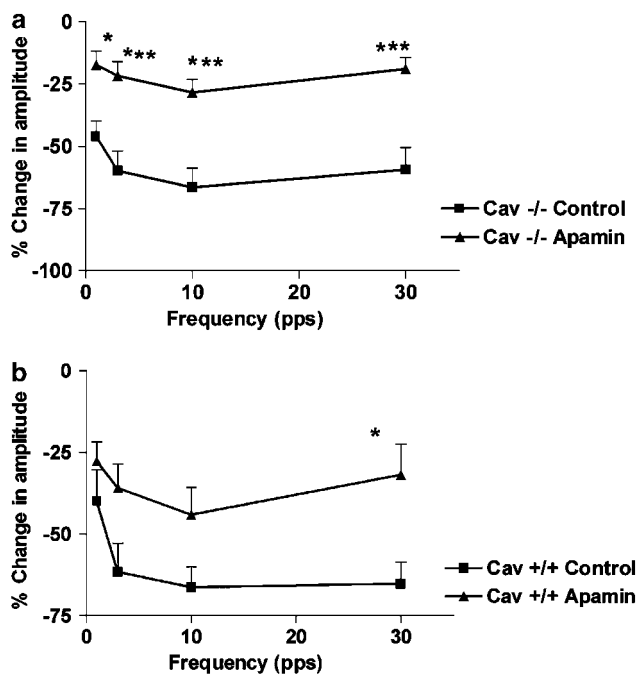 a
0
-25
-50
-75
-100
% Change in amplitude
* *** *** ***
0 10 20 30
Frequency (pps)
Cav -/- Control
Cav -/- Apamin
b
0
-25
-50
-75
% Change in amplitude
*
0 10 20 30
Frequency (pps)
Cav +/+ Control
Cav +/+ Apamin